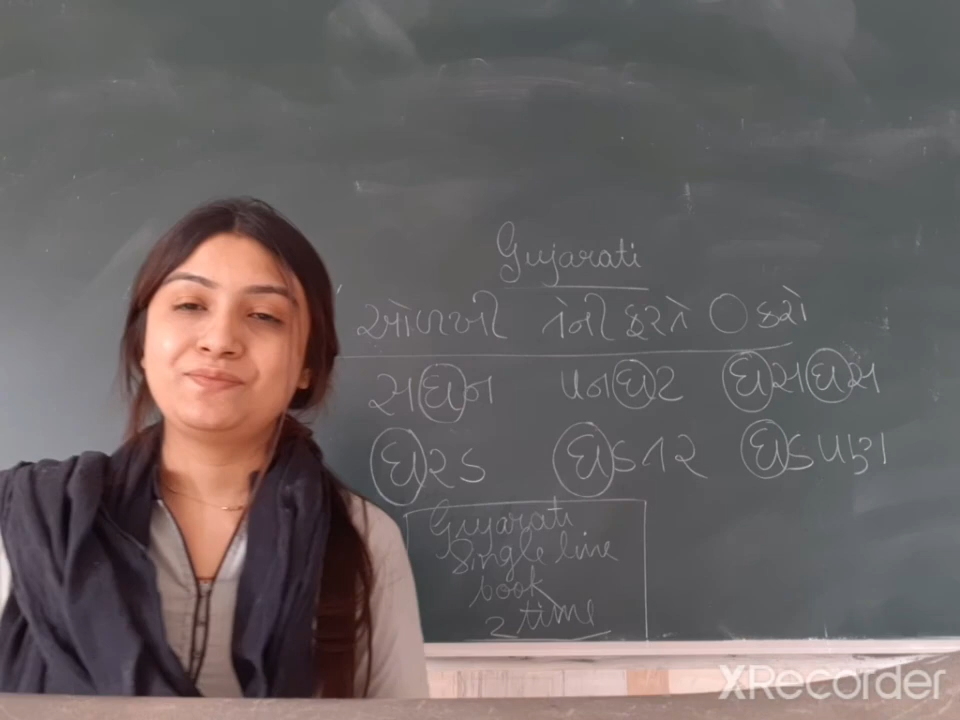 Gujarati
ઓળખી તેની ફરતે ○ કરો
સઘન પનઘટ ઘસઘસ
ઘરડ ઘડતર ઘડપણ
Gujarati
Single line
book
2 time
XRecorder